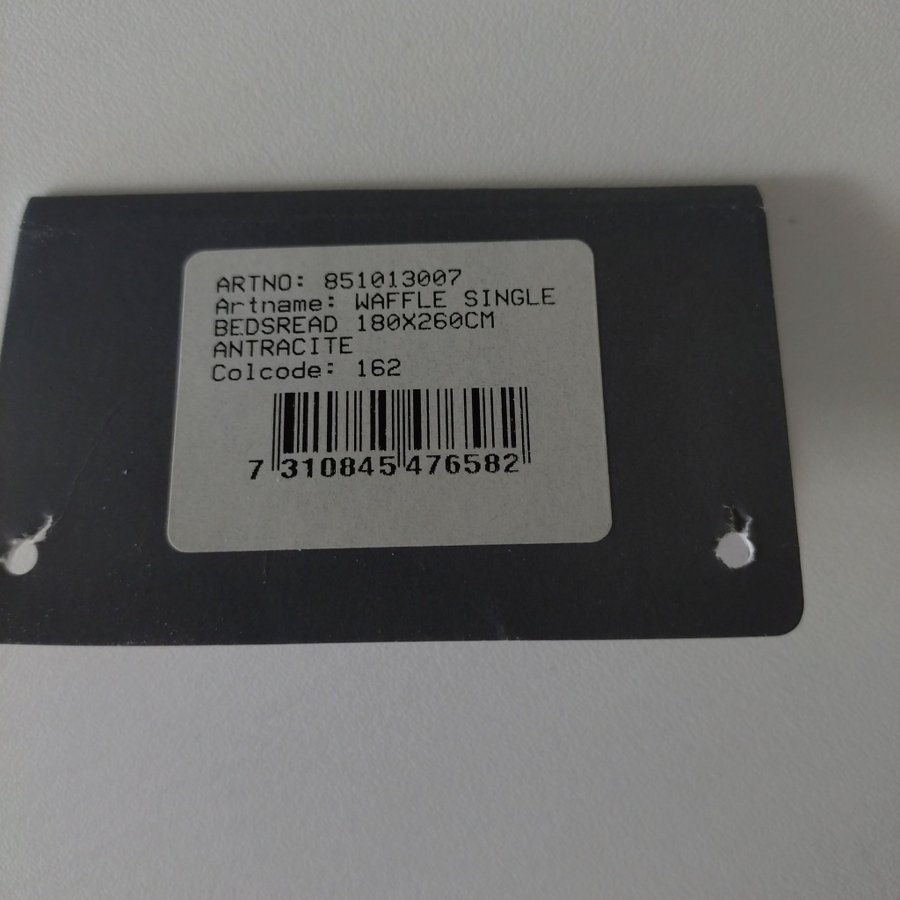 ARTNO: 851013007
Artname: WAFFLE SINGLE
BEDSREAD 180X260CM
ANTRACITE
Colcode: 162
7 310845 476582